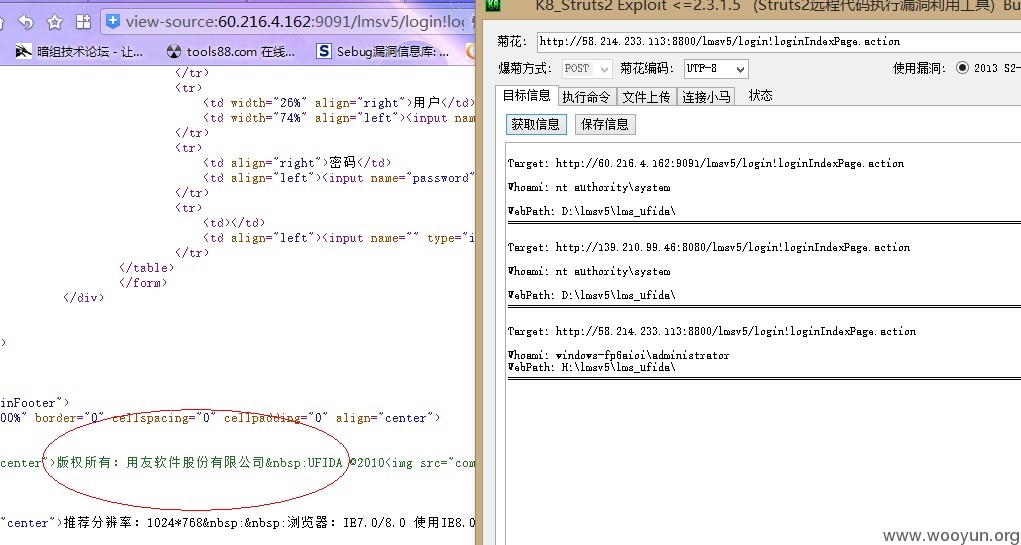 view-source:60.216.4.162:9091/lmsv5/login!log
暗组技术论坛 - 让...
tools88.com 在线...
Sebug漏洞信息库: ...
</tr>
<tr>
<td width="26%" align="right">用户</td>
<td width="74%" align="left"><input nam
</tr>
<tr>
<td align="right">密码</td>
<td align="left"><input name="password"
</tr>
<tr>
<td></td>
<td align="left"><input name="" type="i
</tr>
</table>
</form>
</div>
>
inFooter">
00%" border="0" cellspacing="0" cellpadding="0" align="center">
center">版权所有：用友软件股份有限公司&nbsp;UFIDA ©2010<img src="com
"center">推荐分辨率：1024*768&nbsp;&nbsp;浏览器：IE7.0/8.0 使用IE8.0
K8 K8_Struts2 Exploit <=2.3.1.5 (Struts2远程代码执行漏洞利用工具) Bu
菊花: http://58.214.233.113:8800/lmsv5/login!loginIndexPage.action
爆菊方式: POST 菊花编码: UTF-8 使用漏洞: 2013 S2-
目标信息 执行命令 文件上传 连接小马 状态
获取信息 保存信息
Target: http://60.216.4.162:9091/lmsv5/login!loginIndexPage.action
Whoami: nt authority\system
WebPath: D:\lmsv5\lms_ufida\
Target: http://139.210.99.46:8080/lmsv5/login!loginIndexPage.action
Whoami: nt authority\system
WebPath: D:\lmsv5\lms_ufida\
Target: http://58.214.233.113:8800/lmsv5/login!loginIndexPage.action
Whoami: windows-fp6aioi\administrator
WebPath: H:\lmsv5\lms_ufida\
www.wooyun.org